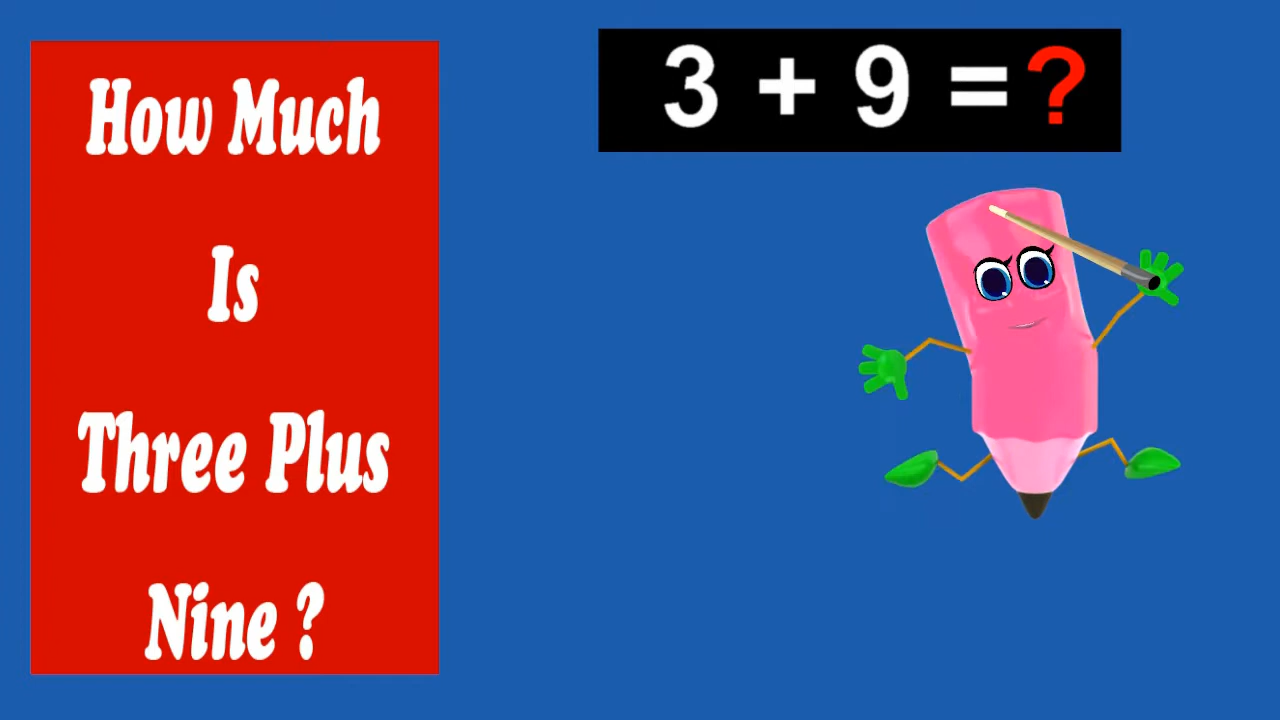 How Much
Is
Three Plus
Nine ?
3 + 9 = ?